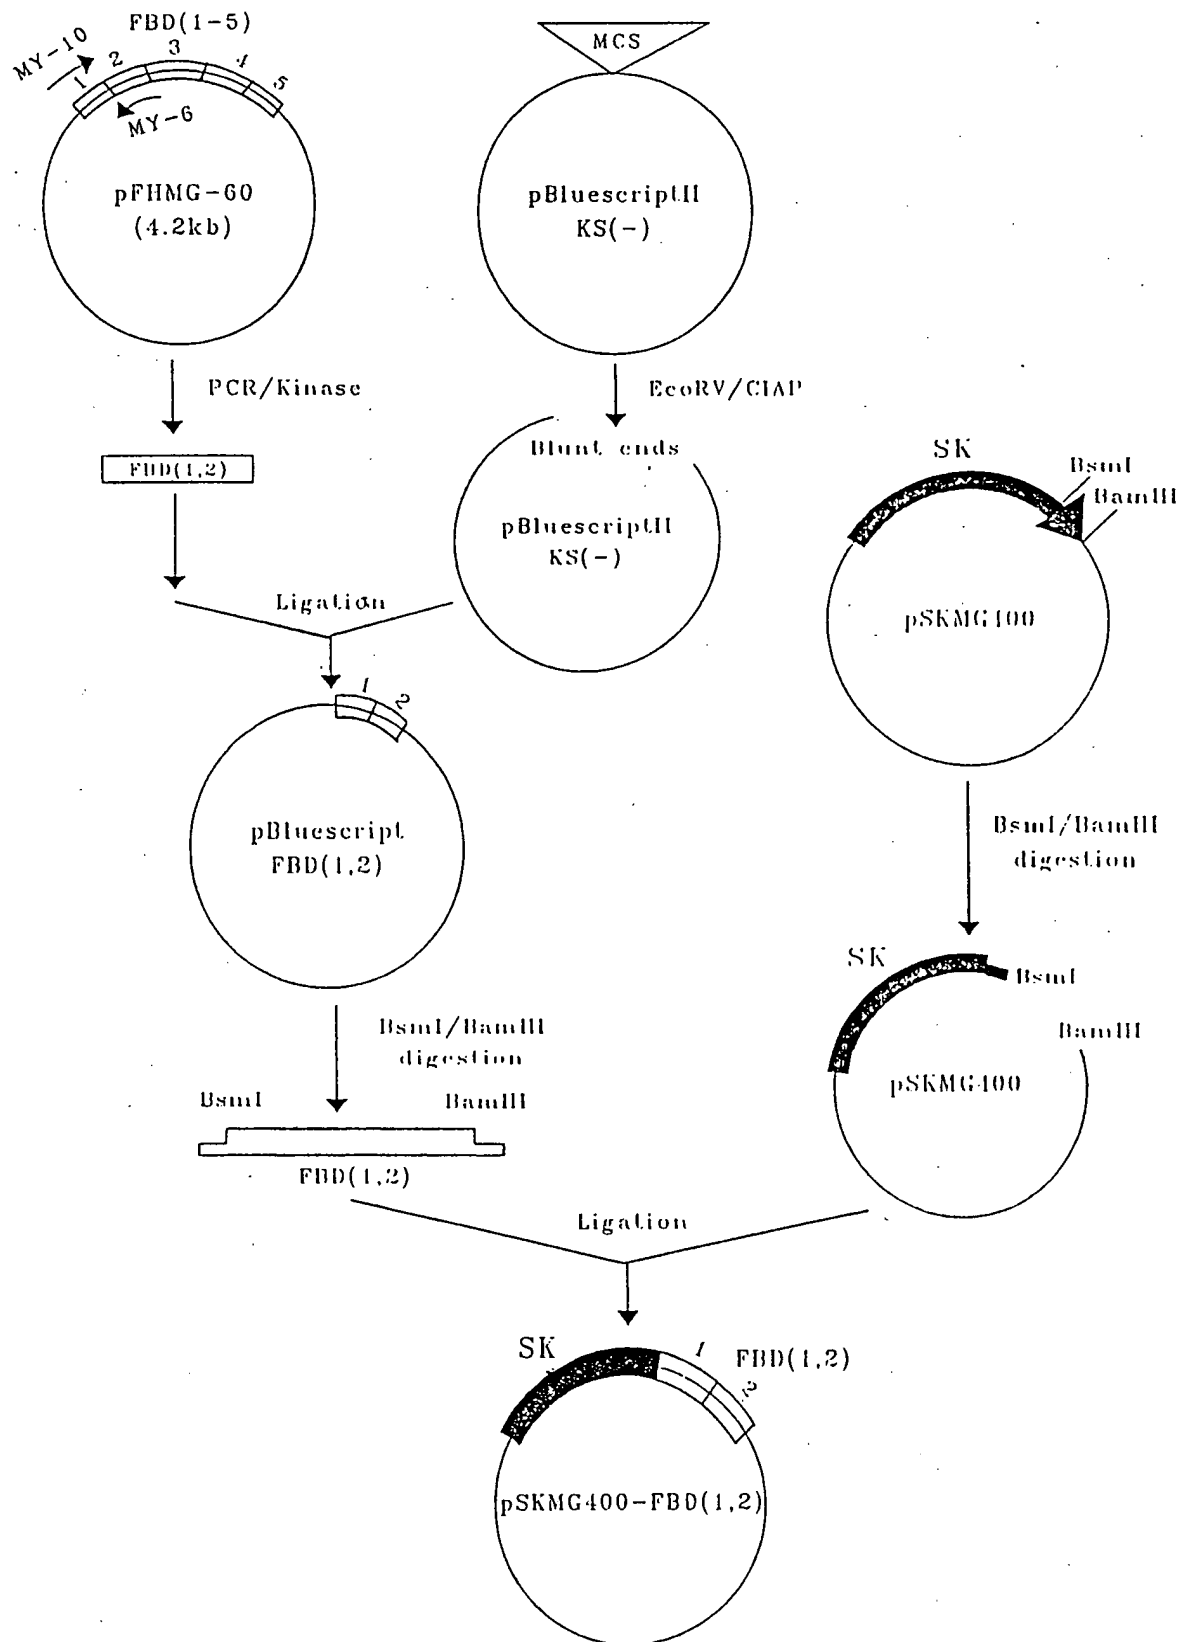 FBD(1-5)
MY-10
1 2 3 4 5
MY-6
pFHMG-60
(4.2kb)
MCS
pBluescriptII
KS(-)
PCR/Kinase
EcoRV/CIAP
FBD(1,2)
Blunt ends
pBluescriptII
KS(-)
SK
BsmI
BamHI
pSKMG400
Ligation
1 2
pBluescript
FBD(1,2)
BsmI/BamHI
digestion
BsmI/BamHI
digestion
SK
BsmI
BamHI
pSKMG400
BsmI
BamHI
FBD(1,2)
Ligation
SK
1
2
FBD(1,2)
pSKMG400-FBD(1,2)